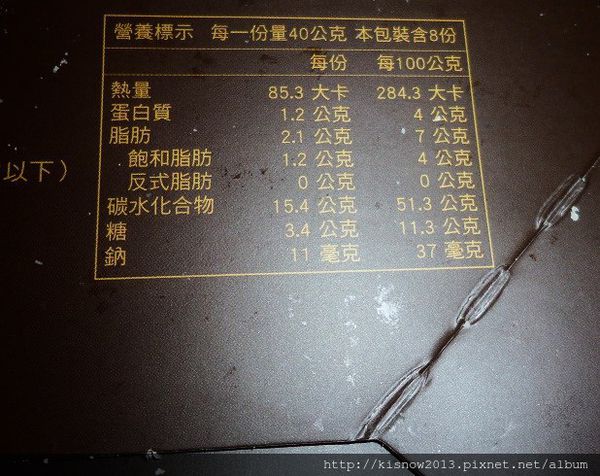 營養標示 每一份量40公克 本包裝含8份
每份 每100公克
熱量 85.3 大卡 284.3 大卡
蛋白質 1.2 公克 4 公克
脂肪 2.1 公克 7 公克
飽和脂肪 1.2 公克 4 公克
反式脂肪 0 公克 0 公克
碳水化合物 15.4 公克 51.3 公克
糖 3.4 公克 11.3 公克
鈉 11 毫克 37 毫克
以下）
http://kisnow2013.pixnet.net/album